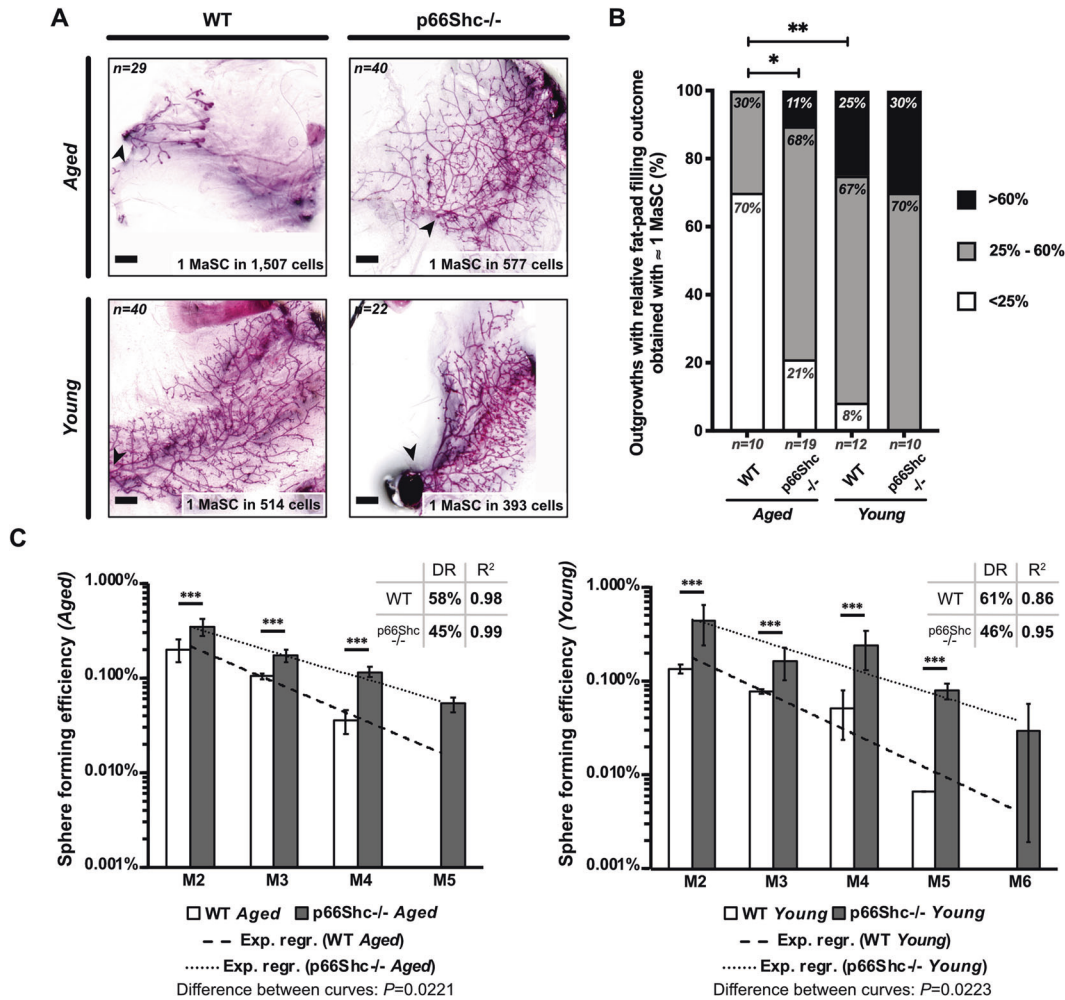 A
WT
p66Shc-/-
Aged
n=29
1 MaSC in 1,507 cells
n=40
1 MaSC in 577 cells
Young
n=40
1 MaSC in 514 cells
n=22
1 MaSC in 393 cells
B
**
*
Outgrowths with relative fat-pad filling outcome
obtained with ≈ 1 MaSC (%)
100
80
60
40
20
0
30%
70%
11%
68%
21%
25%
67%
8%
30%
70%
n=10
n=19
n=12
n=10
WT
p66Shc
-/-
WT
p66Shc
-/-
Aged
Young
>60%
25% - 60%
<25%
C
Sphere forming efficiency (Aged)
1.000%
0.100%
0.010%
0.001%
***
***
***
DR R²
WT 58% 0.98
p66Shc
-/-
45% 0.99
M2 M3 M4 M5
WT Aged p66Shc-/- Aged
Exp. regr. (WT Aged)
Exp. regr. (p66Shc-/- Aged)
Difference between curves: P=0.0221
Sphere forming efficiency (Young)
1.000%
0.100%
0.010%
0.001%
***
***
***
***
DR R²
WT 61% 0.86
p66Shc
-/-
46% 0.95
M2 M3 M4 M5 M6
WT Young p66Shc-/- Young
Exp. regr. (WT Young)
Exp. regr. (p66Shc-/- Young)
Difference between curves: P=0.0223